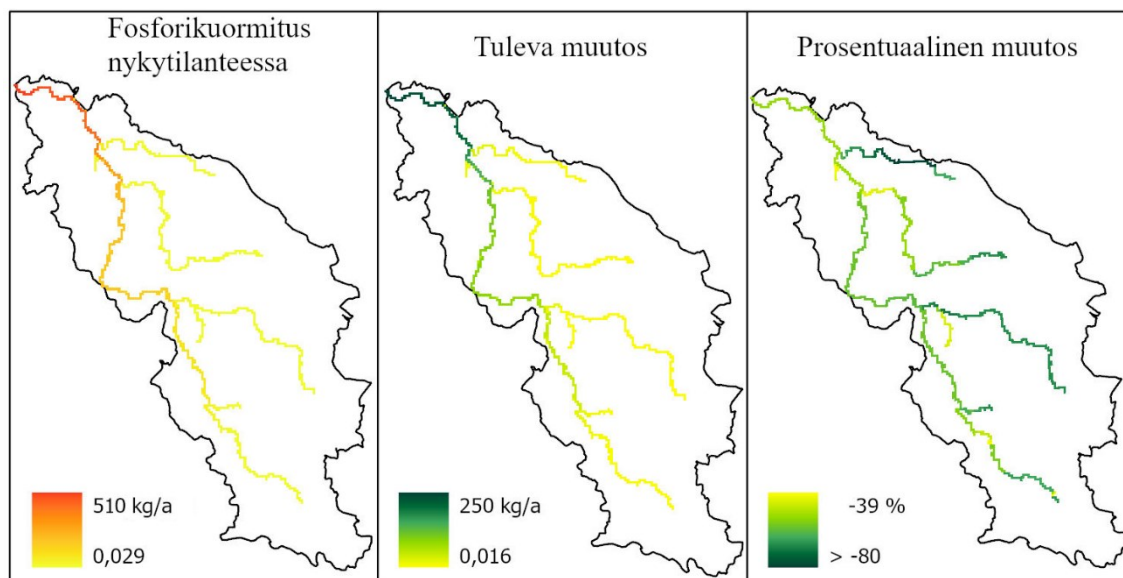 Fosforikuormitus
nykytilanteessa
510 kg/a
0,029
Tuleva muutos
250 kg/a
0,016
Prosentuaalinen muutos
-39 %
> -80